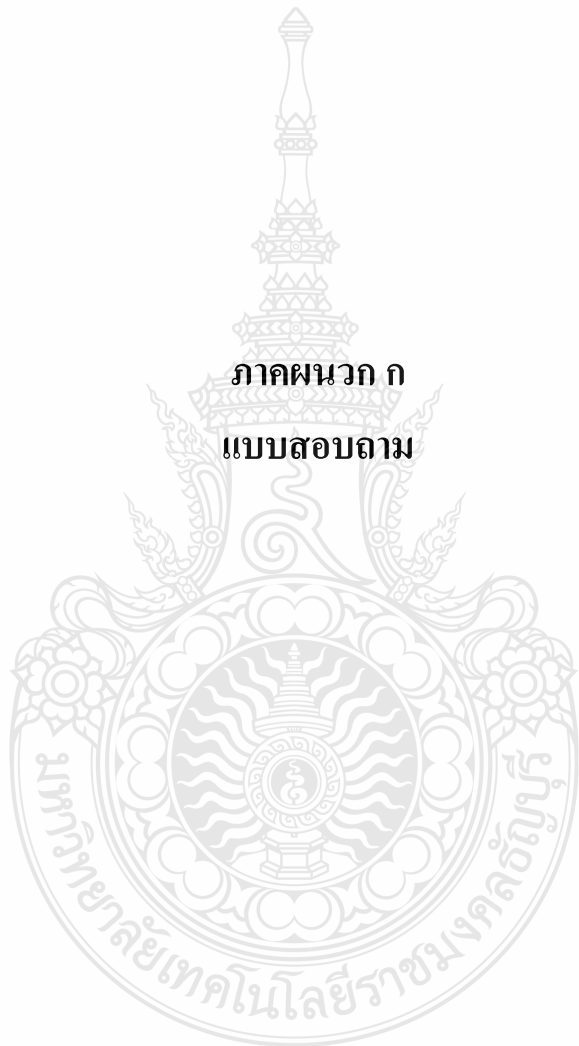 ภาคผนวก ก
แบบสอบถาม
มหาวิทยาลัยเทคโนโลยีราชมงคลธัญบุรี